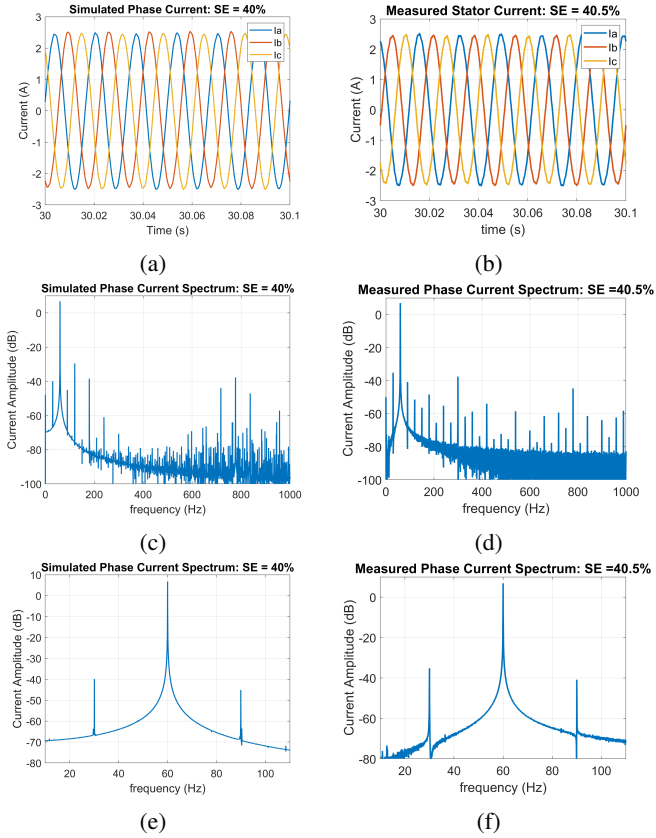 Simulated Phase Current: SE = 40%
Current (A)
3
2
1
0
-1
-2
-3
Ia
Ib
Ic
30 30.02 30.04 30.06 30.08 30.1
Time (s)
(a)
Measured Stator Current: SE = 40.5%
Current (A)
3
2
1
0
-1
-2
-3
Ia
Ib
Ic
30 30.02 30.04 30.06 30.08 30.1
time (s)
(b)
Simulated Phase Current Spectrum: SE = 40%
Current Amplitude (dB)
0
-20
-40
-60
-80
-100
0 200 400 600 800 1000
frequency (Hz)
(c)
Measured Phase Current Spectrum: SE =40.5%
Current Amplitude (dB)
0
-20
-40
-60
-80
-100
0 200 400 600 800 1000
frequency (Hz)
(d)
Simulated Phase Current Spectrum: SE = 40%
Current Amplitude (dB)
10
0
-10
-20
-30
-40
-50
-60
-70
-80
20 40 60 80 100
frequency (Hz)
(e)
Measured Phase Current Spectrum: SE =40.5%
Current Amplitude (dB)
0
-20
-40
-60
-80
20 40 60 80 100
frequency (Hz)
(f)